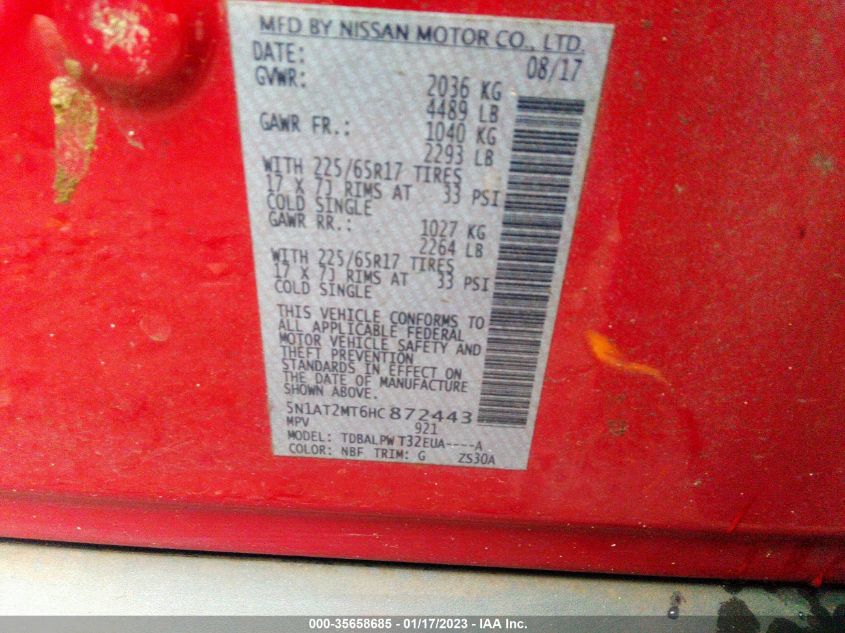 MFD BY NISSAN MOTOR CO., LTD.
DATE: 08/17
GVWR: 2036 KG
4489 LB
GAWR FR.: 1040 KG
2293 LB
WITH 225/65R17 TIRES
17 X 7J RIMS AT 33 PSI
COLD SINGLE
GAWR RR.: 1027 KG
2264 LB
WITH 225/65R17 TIRES
17 X 7J RIMS AT 33 PSI
COLD SINGLE
THIS VEHICLE CONFORMS TO
ALL APPLICABLE FEDERAL
MOTOR VEHICLE SAFETY AND
THEFT PREVENTION
STANDARDS IN EFFECT ON
THE DATE OF MANUFACTURE
SHOWN ABOVE.
5N1AT2MT6HC872443
MPV 921
MODEL: TDBALPW T32EUA----A
COLOR: NBF TRIM: G ZS30A
000-35658685 - 01/17/2023 - IAA Inc.